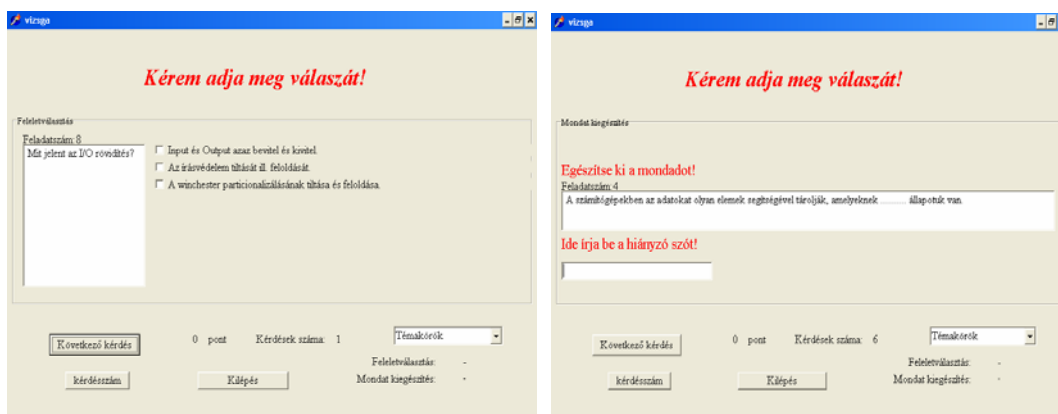 vizsga
Kérem adja meg válaszát!
Feleletválasztás
Feladatszám: 8
Mit jelent az I/O rövidítés?
Input és Output azaz bevitel és kivitel.
Az írásvédelem tiltását ill. feloldását.
A winchester particionalizálásának tiltása és feloldása.
Következő kérdés
0 pont Kérdések száma: 1
Témakörök
Feleletválasztás: -
kérdésszám
Kilépés
Mondat kiegészítés: -
vizsga
Kérem adja meg válaszát!
Mondat kiegészítés
Egészítse ki a mondadot!
Feladatszám: 4
A számítógépekben az adatokat olyan elemek segítségével tárolják, amelyeknek .......... állapotuk van.
Ide írja be a hiányzó szót!
Következő kérdés
0 pont Kérdések száma: 6
Témakörök
Feleletválasztás: -
kérdésszám
Kilépés
Mondat kiegészítés: -